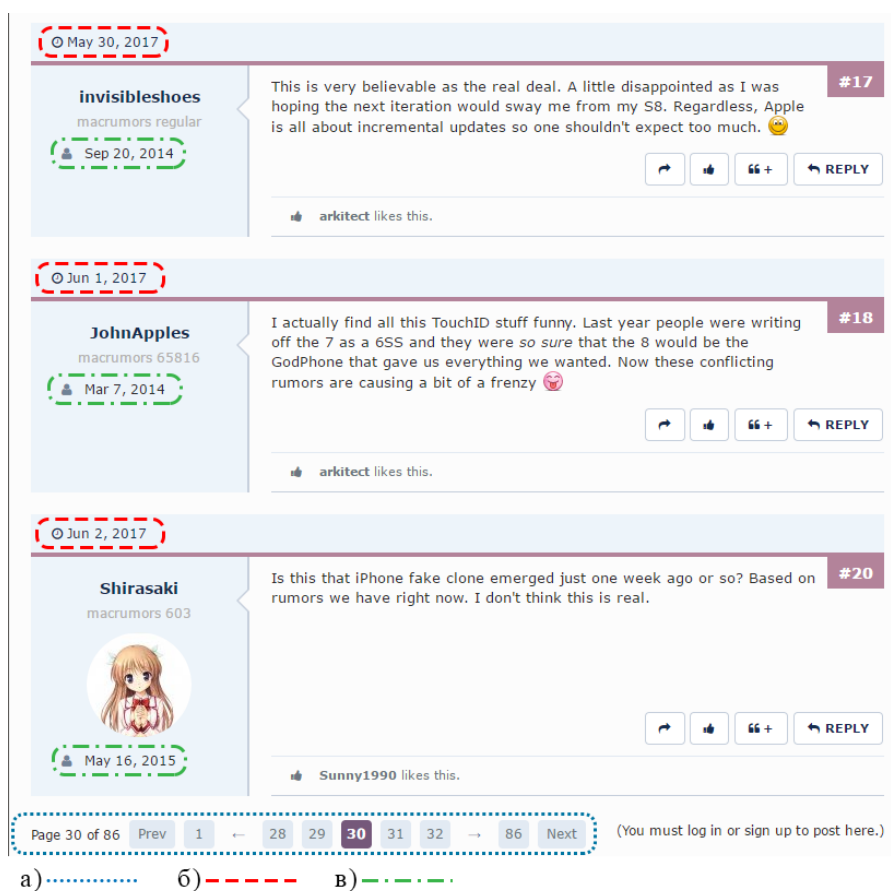 May 30, 2017
#17
invisibleshoes
macrumors regular
Sep 20, 2014
This is very believable as the real deal. A little disappointed as I was
hoping the next iteration would sway me from my S8. Regardless, Apple
is all about incremental updates so one shouldn't expect too much.
+ REPLY
arkitect likes this.
Jun 1, 2017
#18
JohnApples
macrumors 65816
Mar 7, 2014
I actually find all this TouchID stuff funny. Last year people were writing
off the 7 as a 6SS and they were so sure that the 8 would be the
GodPhone that gave us everything we wanted. Now these conflicting
rumors are causing a bit of a frenzy
+ REPLY
arkitect likes this.
Jun 2, 2017
#20
Shirasaki
macrumors 603
May 16, 2015
Is this that iPhone fake clone emerged just one week ago or so? Based on
rumors we have right now. I don't think this is real.
+ REPLY
Sunny1990 likes this.
Page 30 of 86 Prev 1 ← 28 29 30 31 32 → 86 Next (You must log in or sign up to post here.)
а) б) в)